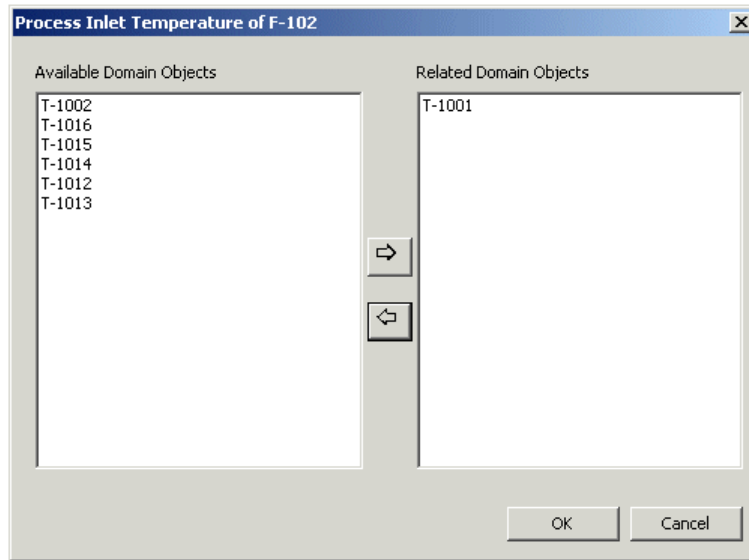 Process Inlet Temperature of F-102
Available Domain Objects
T-1002
T-1016
T-1015
T-1014
T-1012
T-1013
Related Domain Objects
T-1001
OK
Cancel